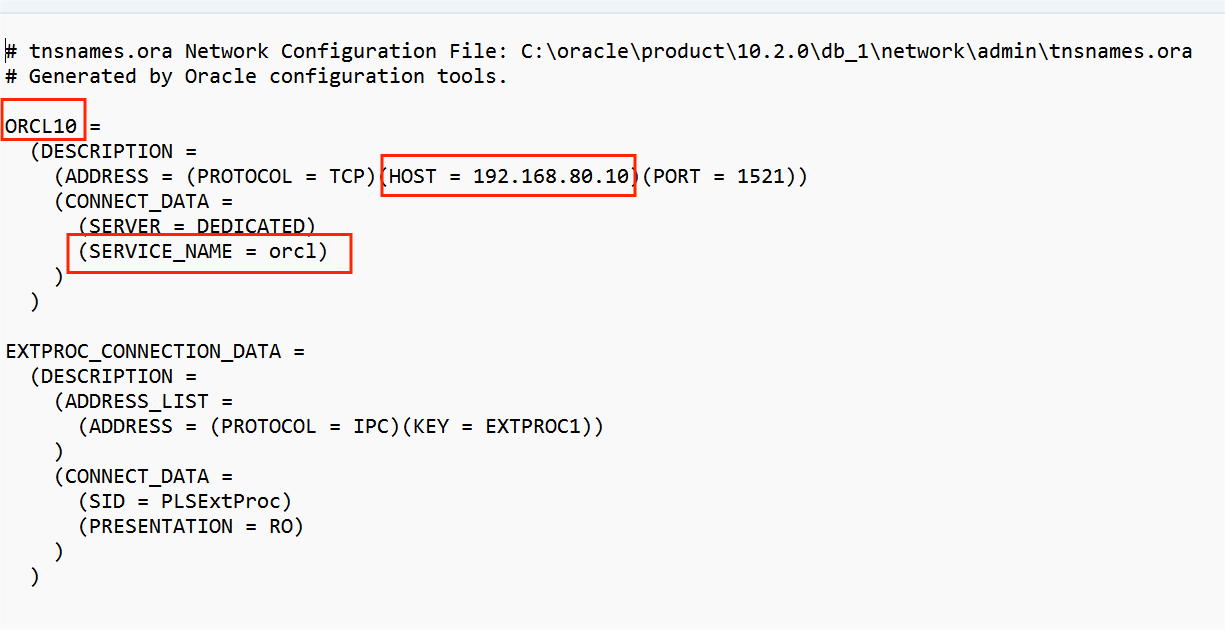 # tnsnames.ora Network Configuration File: C:\oracle\product\10.2.0\db_1\network\admin\tnsnames.ora
# Generated by Oracle configuration tools.

ORCL10 =
  (DESCRIPTION =
    (ADDRESS = (PROTOCOL = TCP)(HOST = 192.168.80.10)(PORT = 1521))
    (CONNECT_DATA =
      (SERVER = DEDICATED)
      (SERVICE_NAME = orcl)
    )
  )

EXTPROC_CONNECTION_DATA =
  (DESCRIPTION =
    (ADDRESS_LIST =
      (ADDRESS = (PROTOCOL = IPC)(KEY = EXTPROC1))
    )
    (CONNECT_DATA =
      (SID = PLSExtProc)
      (PRESENTATION = RO)
    )
  )